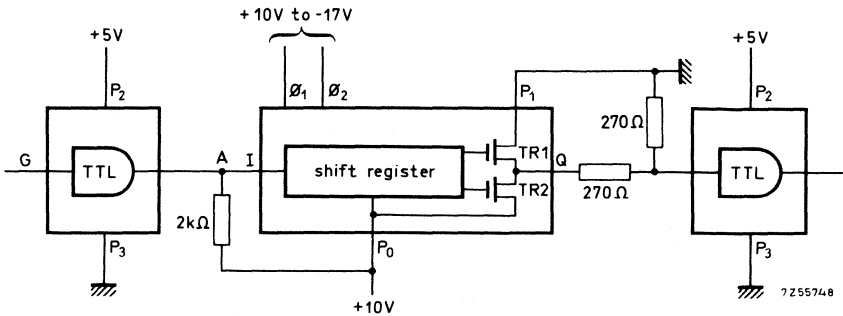 +10V to -17V
+5V
+5V
P2
Ø1 Ø2
P1
P2
270Ω
G
TTL
A
I
shift register
TR1
Q
TR2
270Ω
TTL
2kΩ
P3
P0
P3
+10V
7Z55748